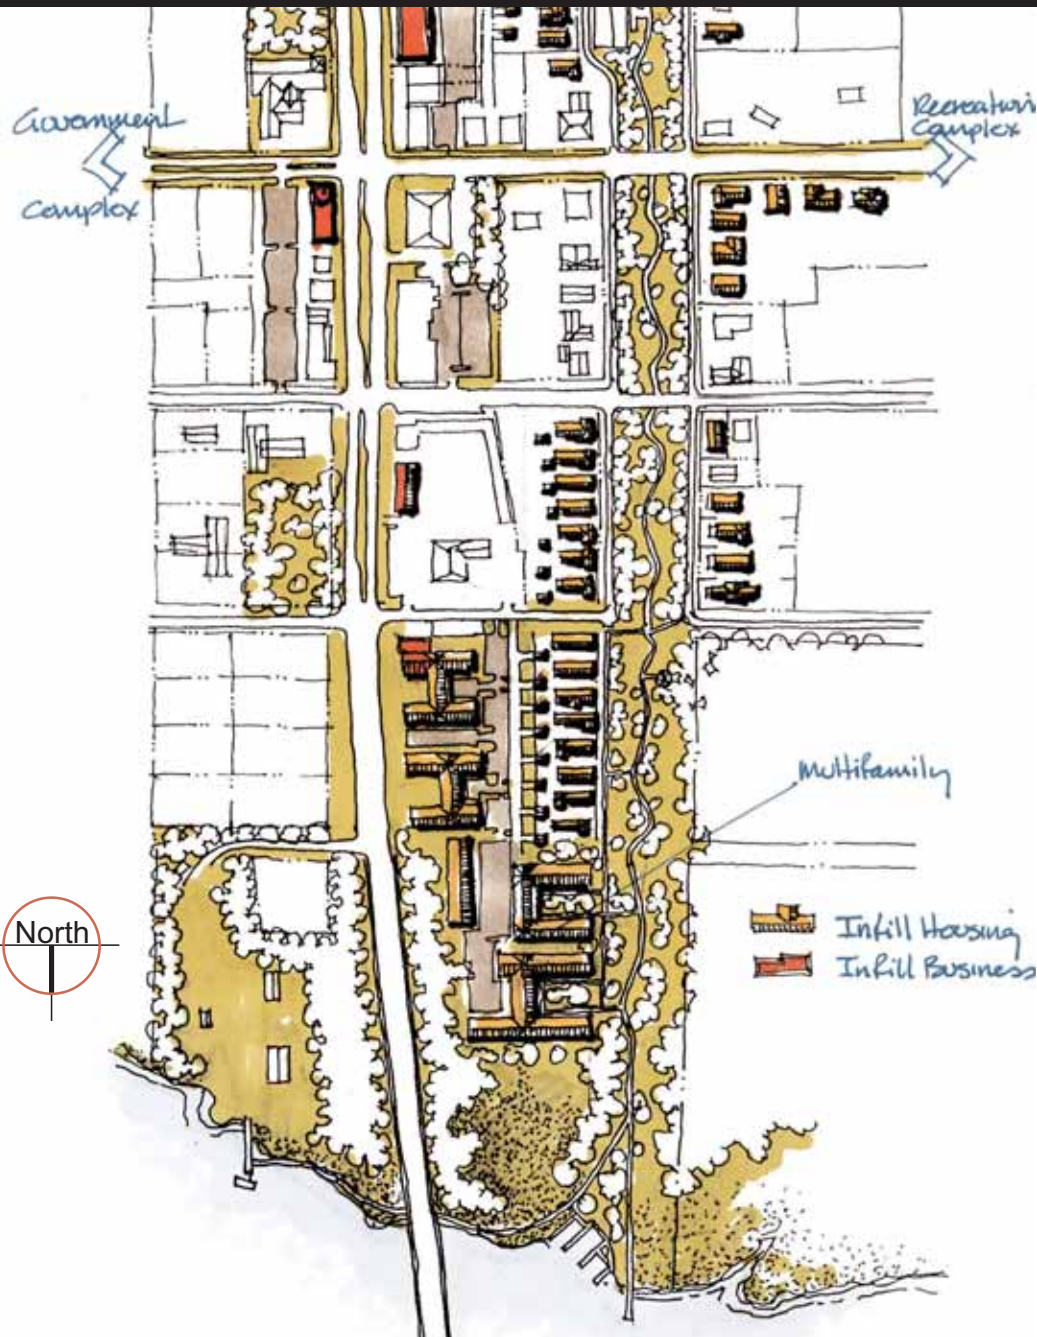 Government
Complex
Recreation
Complex
Multifamily
North
Infill Housing
Infill Business